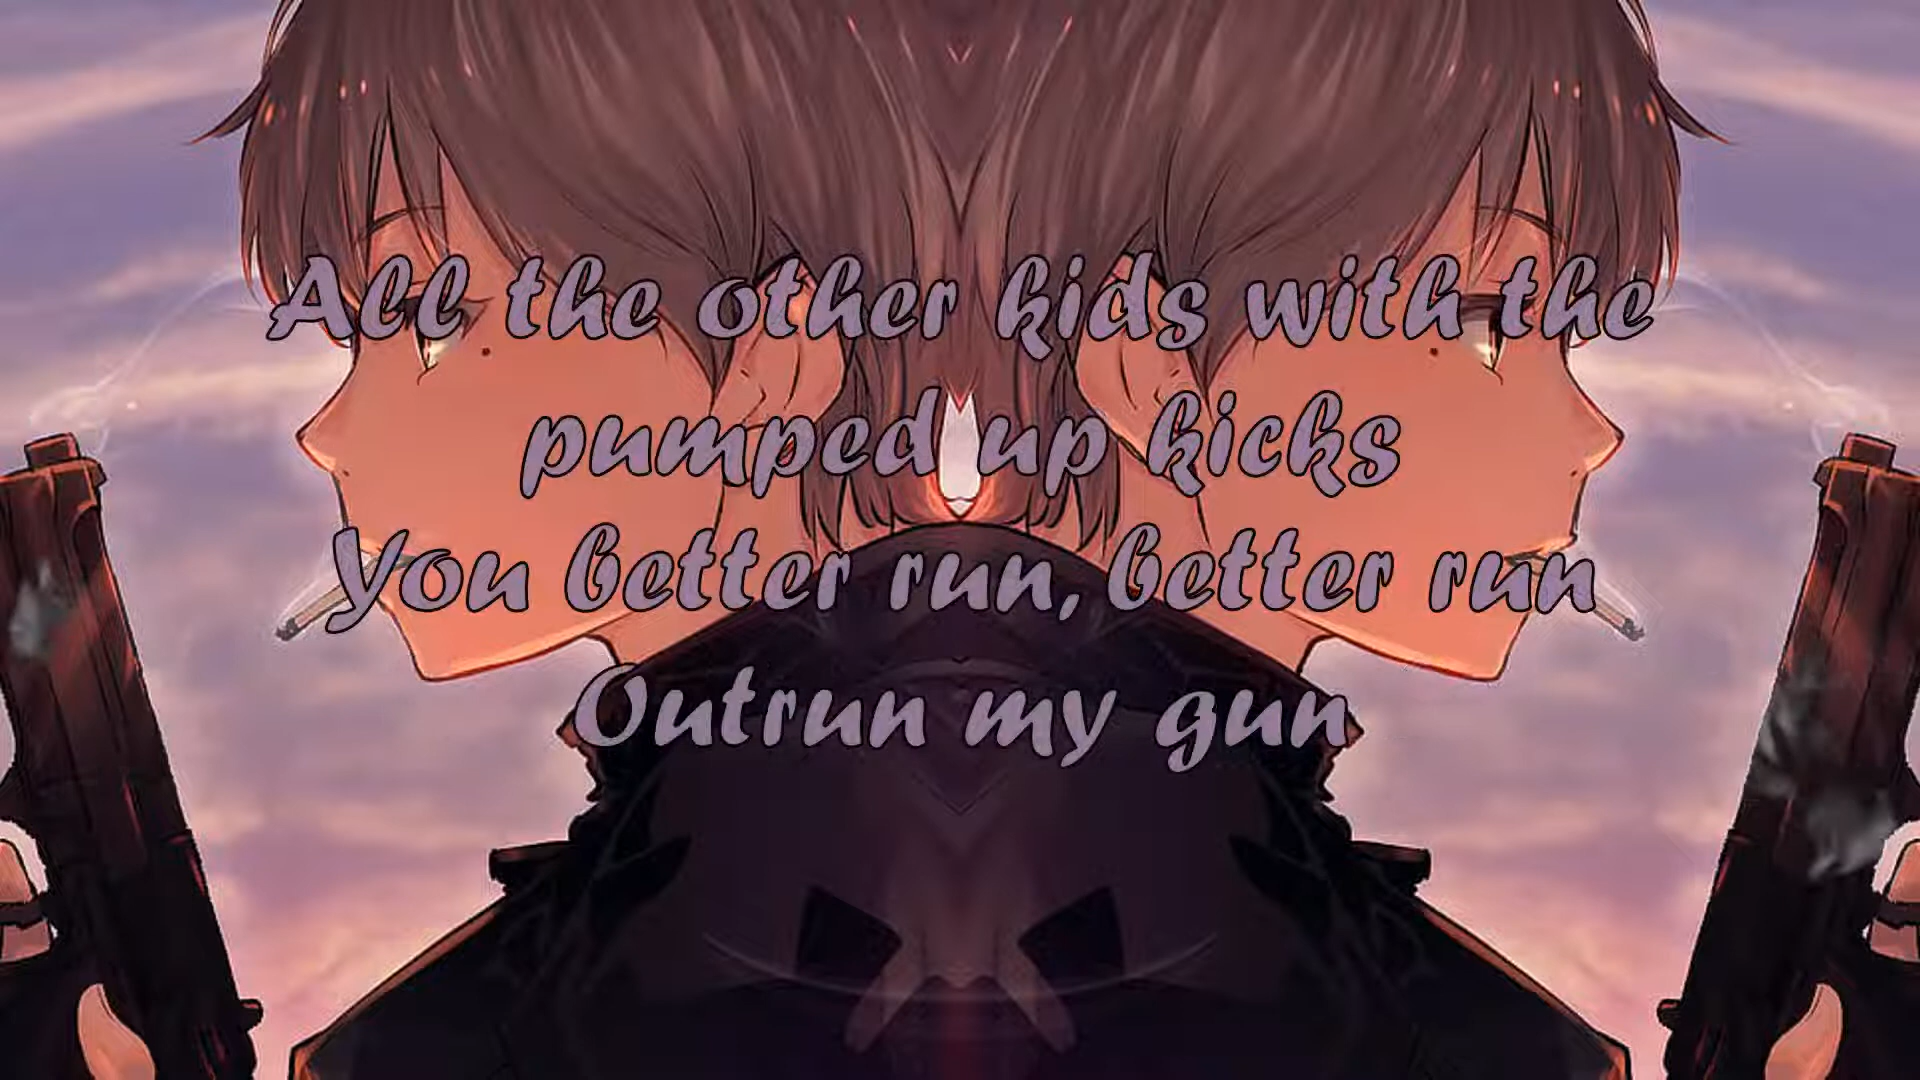 All the other kids with the
pumped up kicks
You better run, better run
Outrun my gun